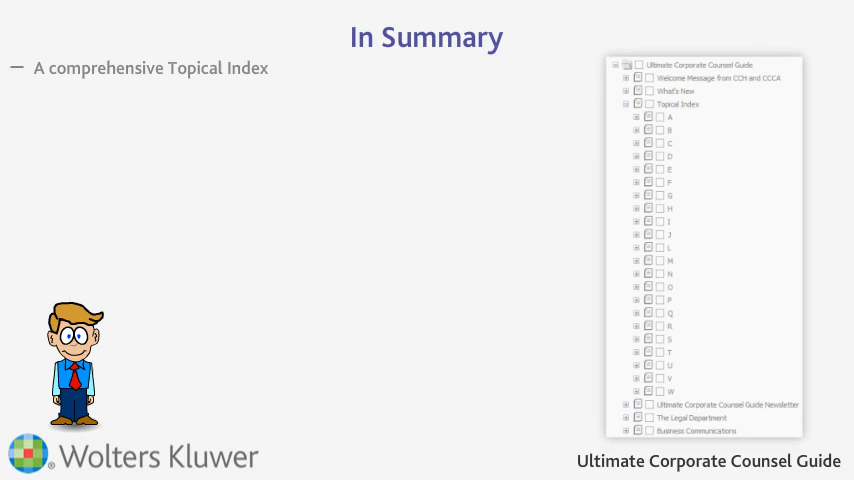 In Summary
— A comprehensive Topical Index
Ultimate Corporate Counsel Guide
Welcome Message from CCH and CCCA
What's New
Topical Index
A
B
C
D
E
F
G
H
I
J
L
M
N
O
P
Q
R
S
T
U
V
W
Ultimate Corporate Counsel Guide Newsletter
The Legal Department
Business Communications
® Wolters Kluwer
Ultimate Corporate Counsel Guide